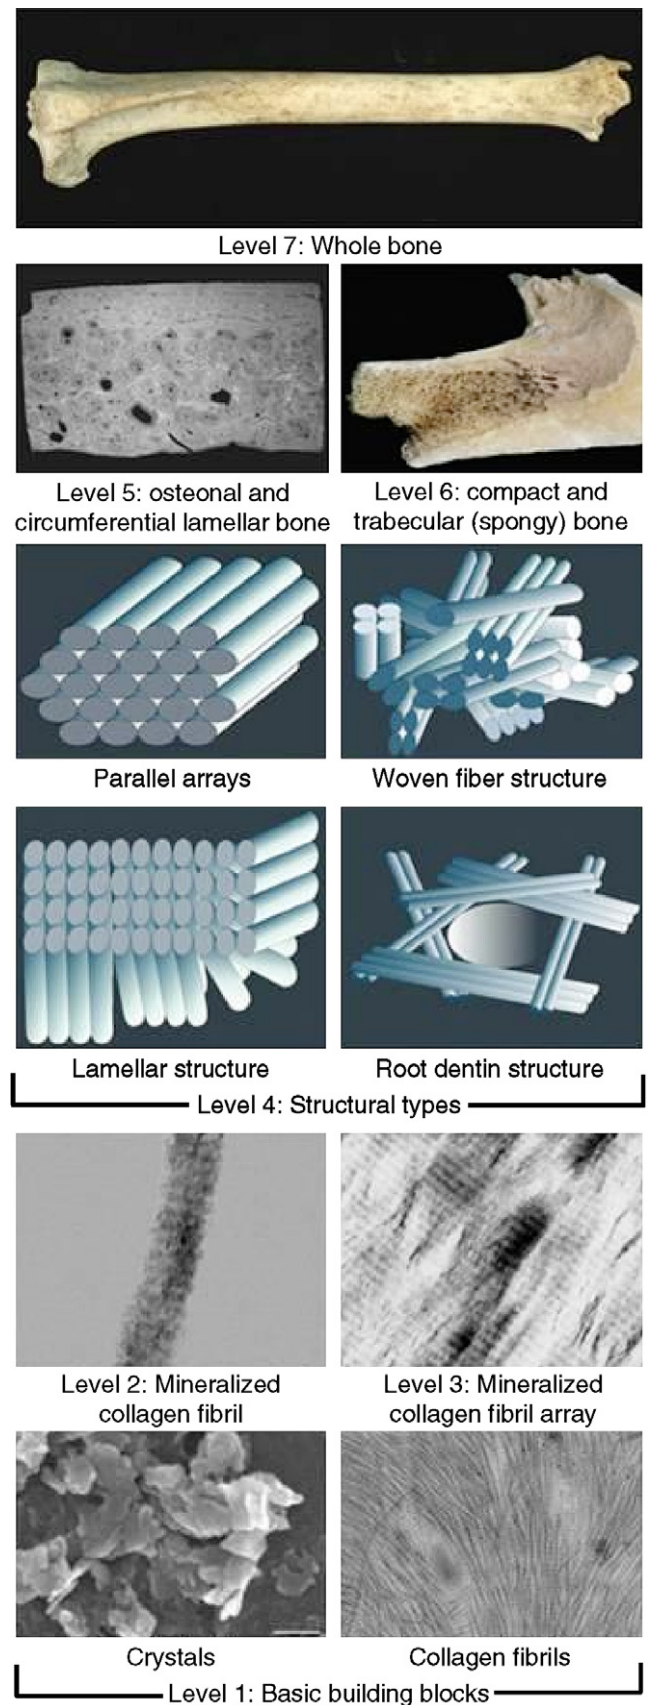 Level 7: Whole bone
Level 5: osteonal and
circumferential lamellar bone
Level 6: compact and
trabecular (spongy) bone
Parallel arrays
Woven fiber structure
Lamellar structure
Root dentin structure
Level 4: Structural types
Level 2: Mineralized
collagen fibril
Level 3: Mineralized
collagen fibril array
Crystals
Collagen fibrils
Level 1: Basic building blocks